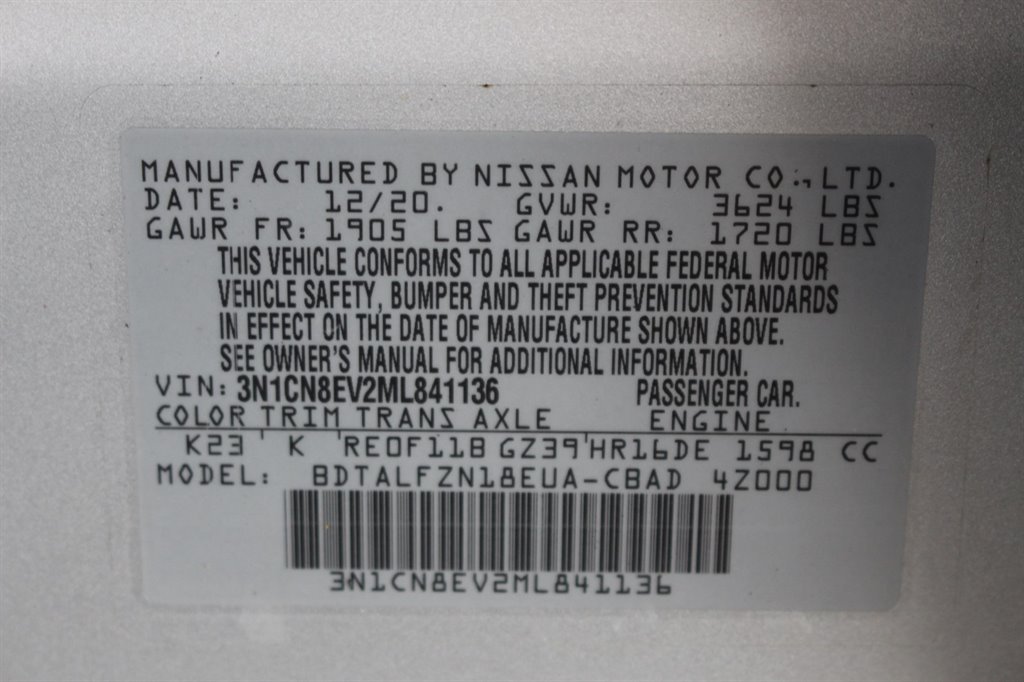 MANUFACTURED BY NISSAN MOTOR CO., LTD.
DATE: 12/20. GVWR: 3624 LBS
GAWR FR: 1905 LBS GAWR RR: 1720 LBS
THIS VEHICLE CONFORMS TO ALL APPLICABLE FEDERAL MOTOR
VEHICLE SAFETY, BUMPER AND THEFT PREVENTION STANDARDS
IN EFFECT ON THE DATE OF MANUFACTURE SHOWN ABOVE.
SEE OWNER'S MANUAL FOR ADDITIONAL INFORMATION.
VIN: 3N1CN8EV2ML841136 PASSENGER CAR.
COLOR TRIM TRANS AXLE ENGINE
K23 K RE0F11B GZ39 HR16DE 1598 CC
MODEL: BDTALFZN18EUA-CBAD 4Z000
3N1CN8EV2ML841136